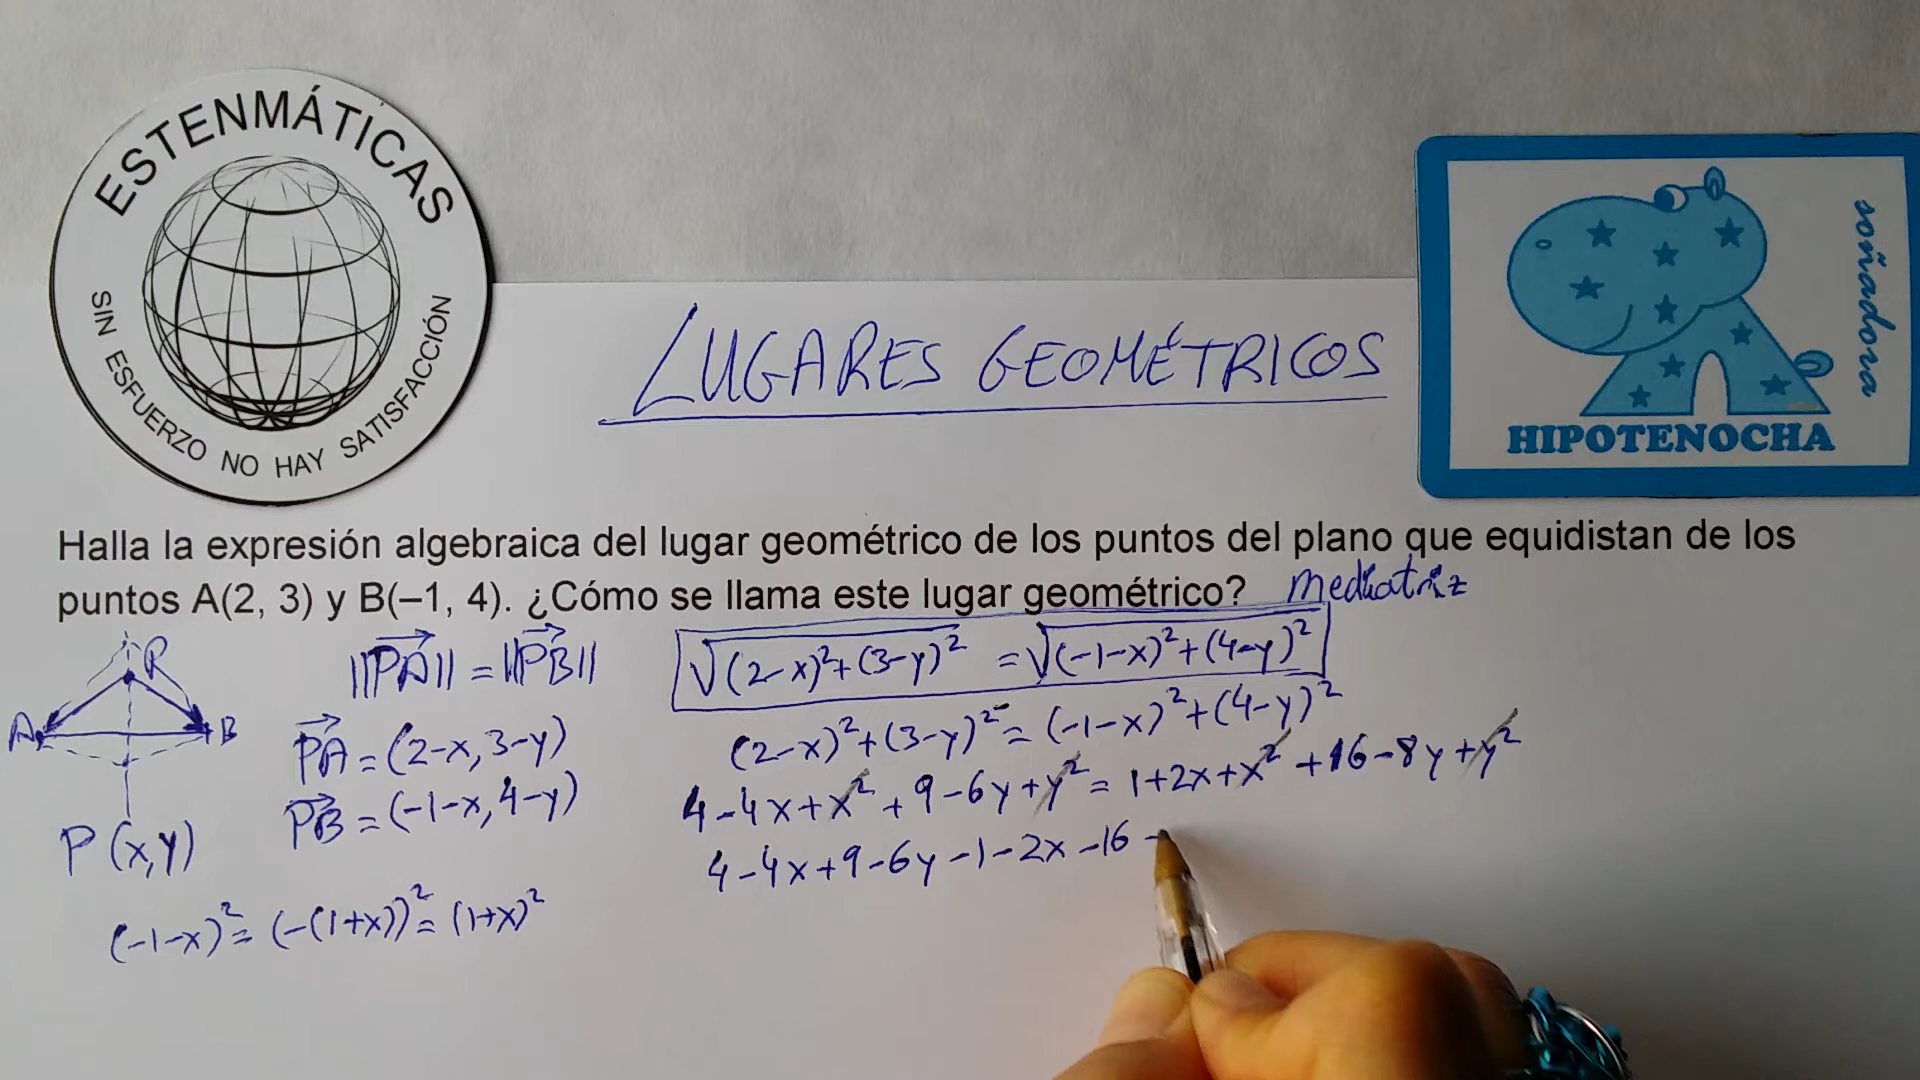 ESTENMÁTICAS
SIN ESFUERZO NO HAY SATISFACCIÓN
LUGARES GEOMÉTRICOS
soñadora
HIPOTENOCHA
Halla la expresión algebraica del lugar geométrico de los puntos del plano que equidistan de los
puntos A(2, 3) y B(–1, 4). ¿Cómo se llama este lugar geométrico? Mediatriz
P
A B
P(x,y)
||PA|| = ||PB||
PA = (2-x, 3-y)
PB = (-1-x, 4-y)
(-1-x)² = (-(1+x))² = (1+x)²
√(2-x)²+(3-y)² = √(-1-x)²+(4-y)²
(2-x)²+(3-y)² = (-1-x)²+(4-y)²
4-4x+x²+9-6y+y² = 1+2x+x²+16-8y+y²
4-4x+9-6y-1-2x-16